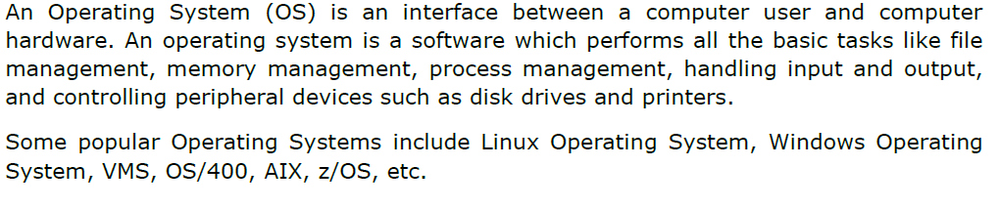 An Operating System (OS) is an interface between a computer user and computer
hardware. An operating system is a software which performs all the basic tasks like file
management, memory management, process management, handling input and output,
and controlling peripheral devices such as disk drives and printers.
Some popular Operating Systems include Linux Operating System, Windows Operating
System, VMS, OS/400, AIX, z/OS, etc.